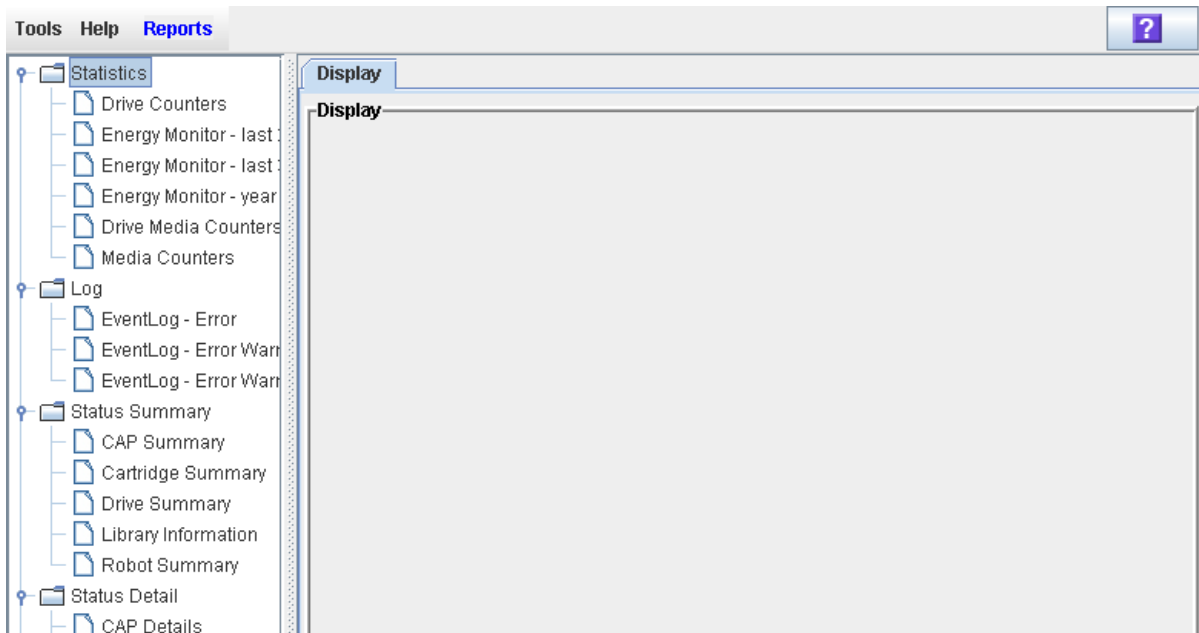 Tools Help Reports
?
Statistics
Drive Counters
Energy Monitor - last
Energy Monitor - last
Energy Monitor - year
Drive Media Counters
Media Counters
Log
EventLog - Error
EventLog - Error Warr
EventLog - Error Warr
Status Summary
CAP Summary
Cartridge Summary
Drive Summary
Library Information
Robot Summary
Status Detail
CAP Details
Display
Display